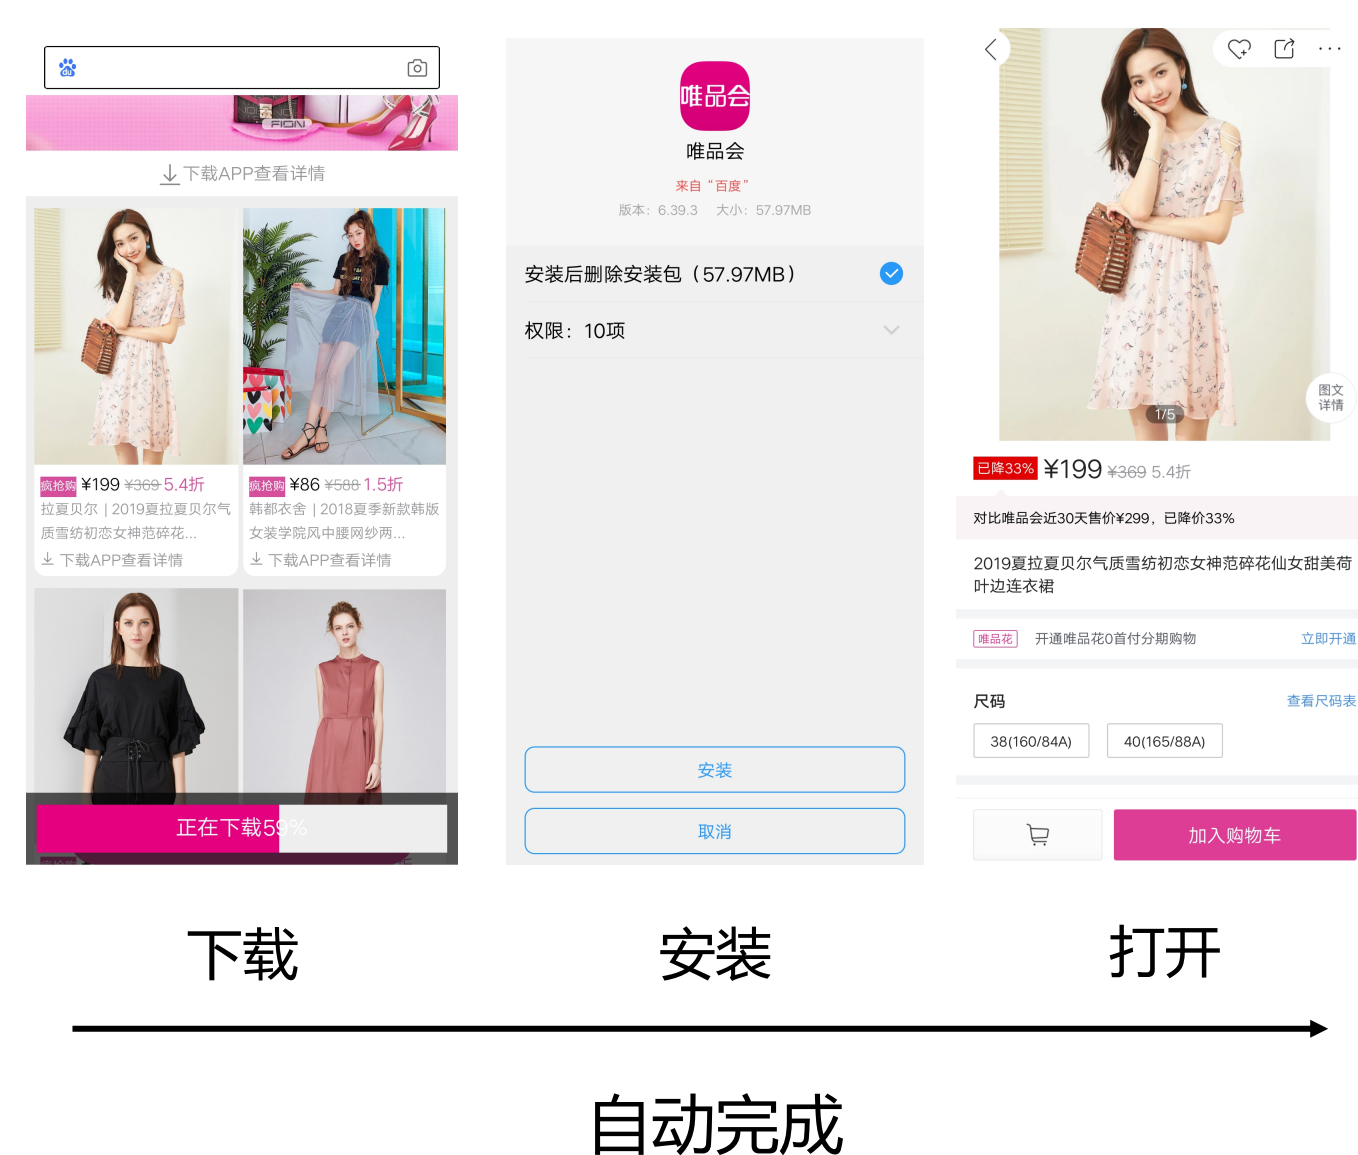 du
FION
下载APP查看详情
疯抢购 ¥199 ¥369 5.4折
拉夏贝尔 | 2019夏拉夏贝尔气
质雪纺初恋女神范碎花...
下载APP查看详情
疯抢购 ¥86 ¥588 1.5折
韩都衣舍 | 2018夏季新款韩版
女装学院风中腰网纱两...
下载APP查看详情
正在下载59%
唯品会
唯品会
来自“百度”
版本：6.39.3 大小：57.97MB
安装后删除安装包（57.97MB）
权限：10项
安装
取消
1/5
图文
详情
已降33% ¥199 ¥369 5.4折
对比唯品会近30天售价¥299，已降价33%
2019夏拉夏贝尔气质雪纺初恋女神范碎花仙女甜美荷
叶边连衣裙
唯品花 开通唯品花0首付分期购物 立即开通
尺码 查看尺码表
38(160/84A) 40(165/88A)
加入购物车
下载
安装
打开
自动完成